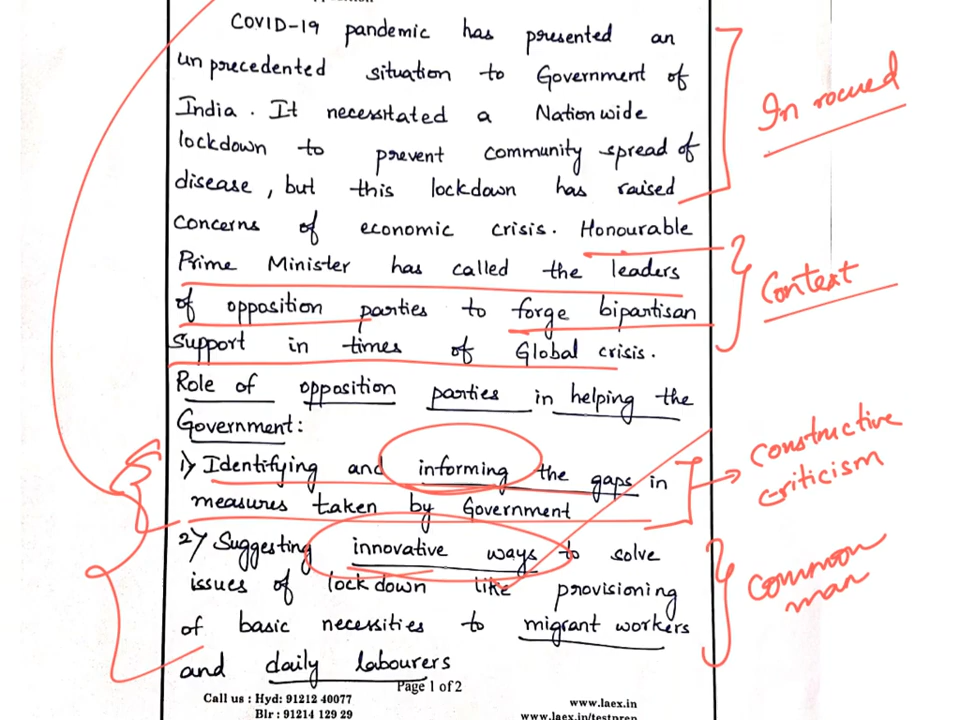 COVID-19 pandemic has presented an
unprecedented situation to Government of
India. It necessitated a Nationwide
lockdown to prevent community spread of
disease, but this lockdown has raised
concerns of economic crisis. Honourable
Prime Minister has called the leaders
of opposition parties to forge bipartisan
support in times of Global crisis.
Role of opposition parties in helping the
Government:
1) Identifying and informing the gaps in
measures taken by Government
2) Suggesting innovative ways to solve
issues of lockdown like provisioning
of basic necessities to migrant workers
and daily labourers
In
Context
constructive
criticism
common
man
Page 1 of 2
Call us : Hyd: 91212 40077
Blr : 91214 129 29
www.laex.in
www.laex.in/testprep